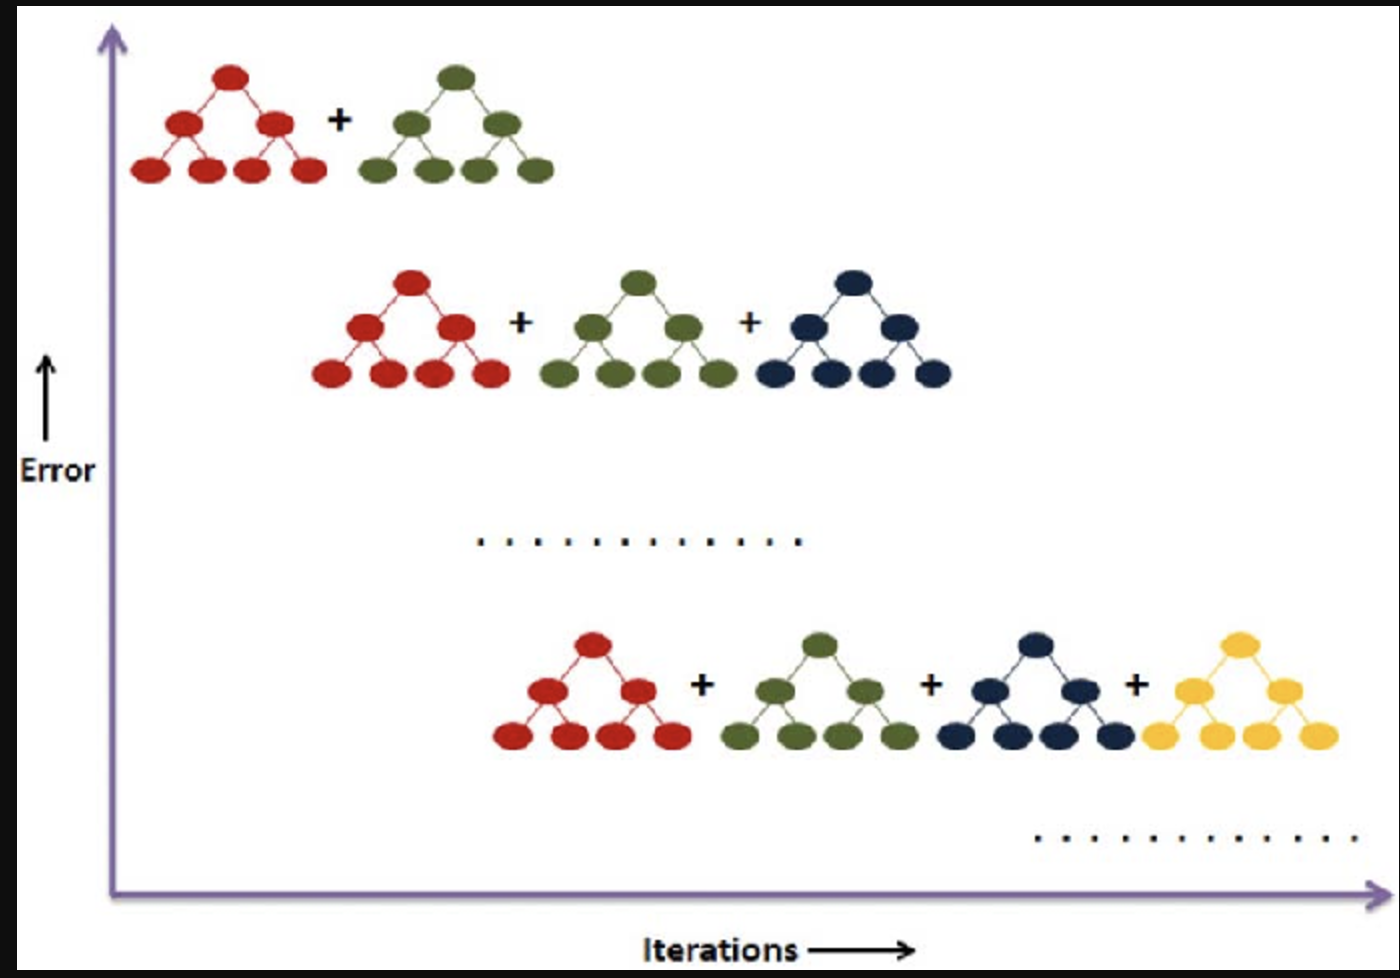 +
+ +
. . . . . . . . . . . .
Error
+ + +
. . . . . . . . . . . .
Iterations